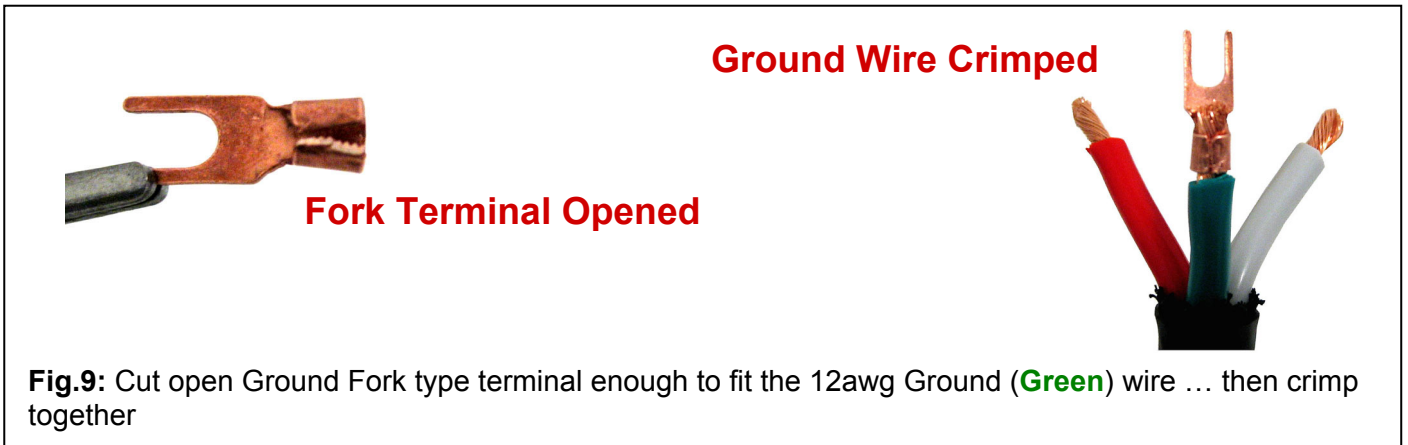 Ground Wire Crimped
Fork Terminal Opened
Fig.9: Cut open Ground Fork type terminal enough to fit the 12awg Ground (Green) wire … then crimp
together